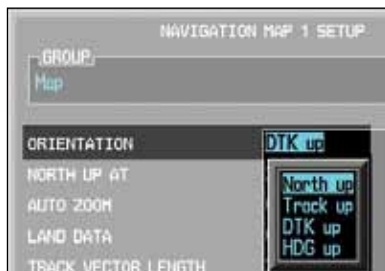 NAVIGATION MAP 1 SETUP
GROUP
Map
ORIENTATION
DTK up
NORTH UP AT
North up
AUTO ZOOM
Track up
DTK up
LAND DATA
HDG up
TRACK VECTOR LENGTH